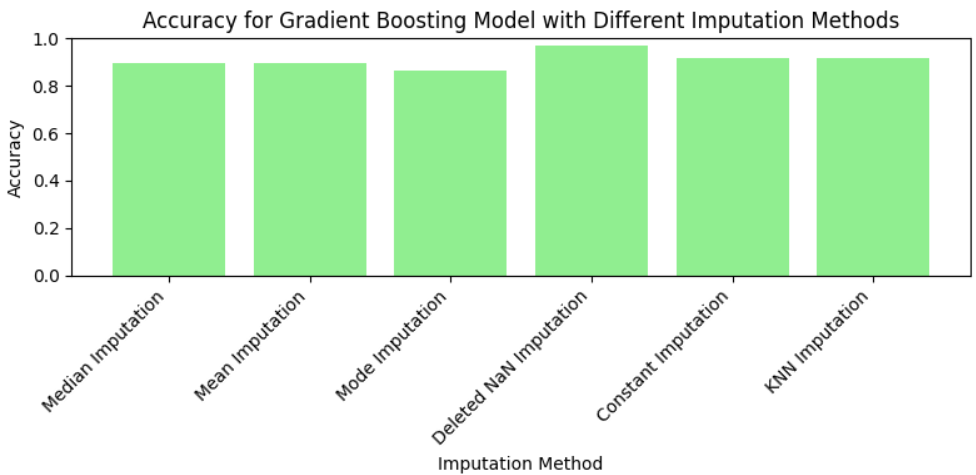 Accuracy for Gradient Boosting Model with Different Imputation Methods
1.0
0.8
0.6
0.4
0.2
0.0
Accuracy
Median Imputation
Mean Imputation
Mode Imputation
Deleted NaN Imputation
Constant Imputation
KNN Imputation
Imputation Method